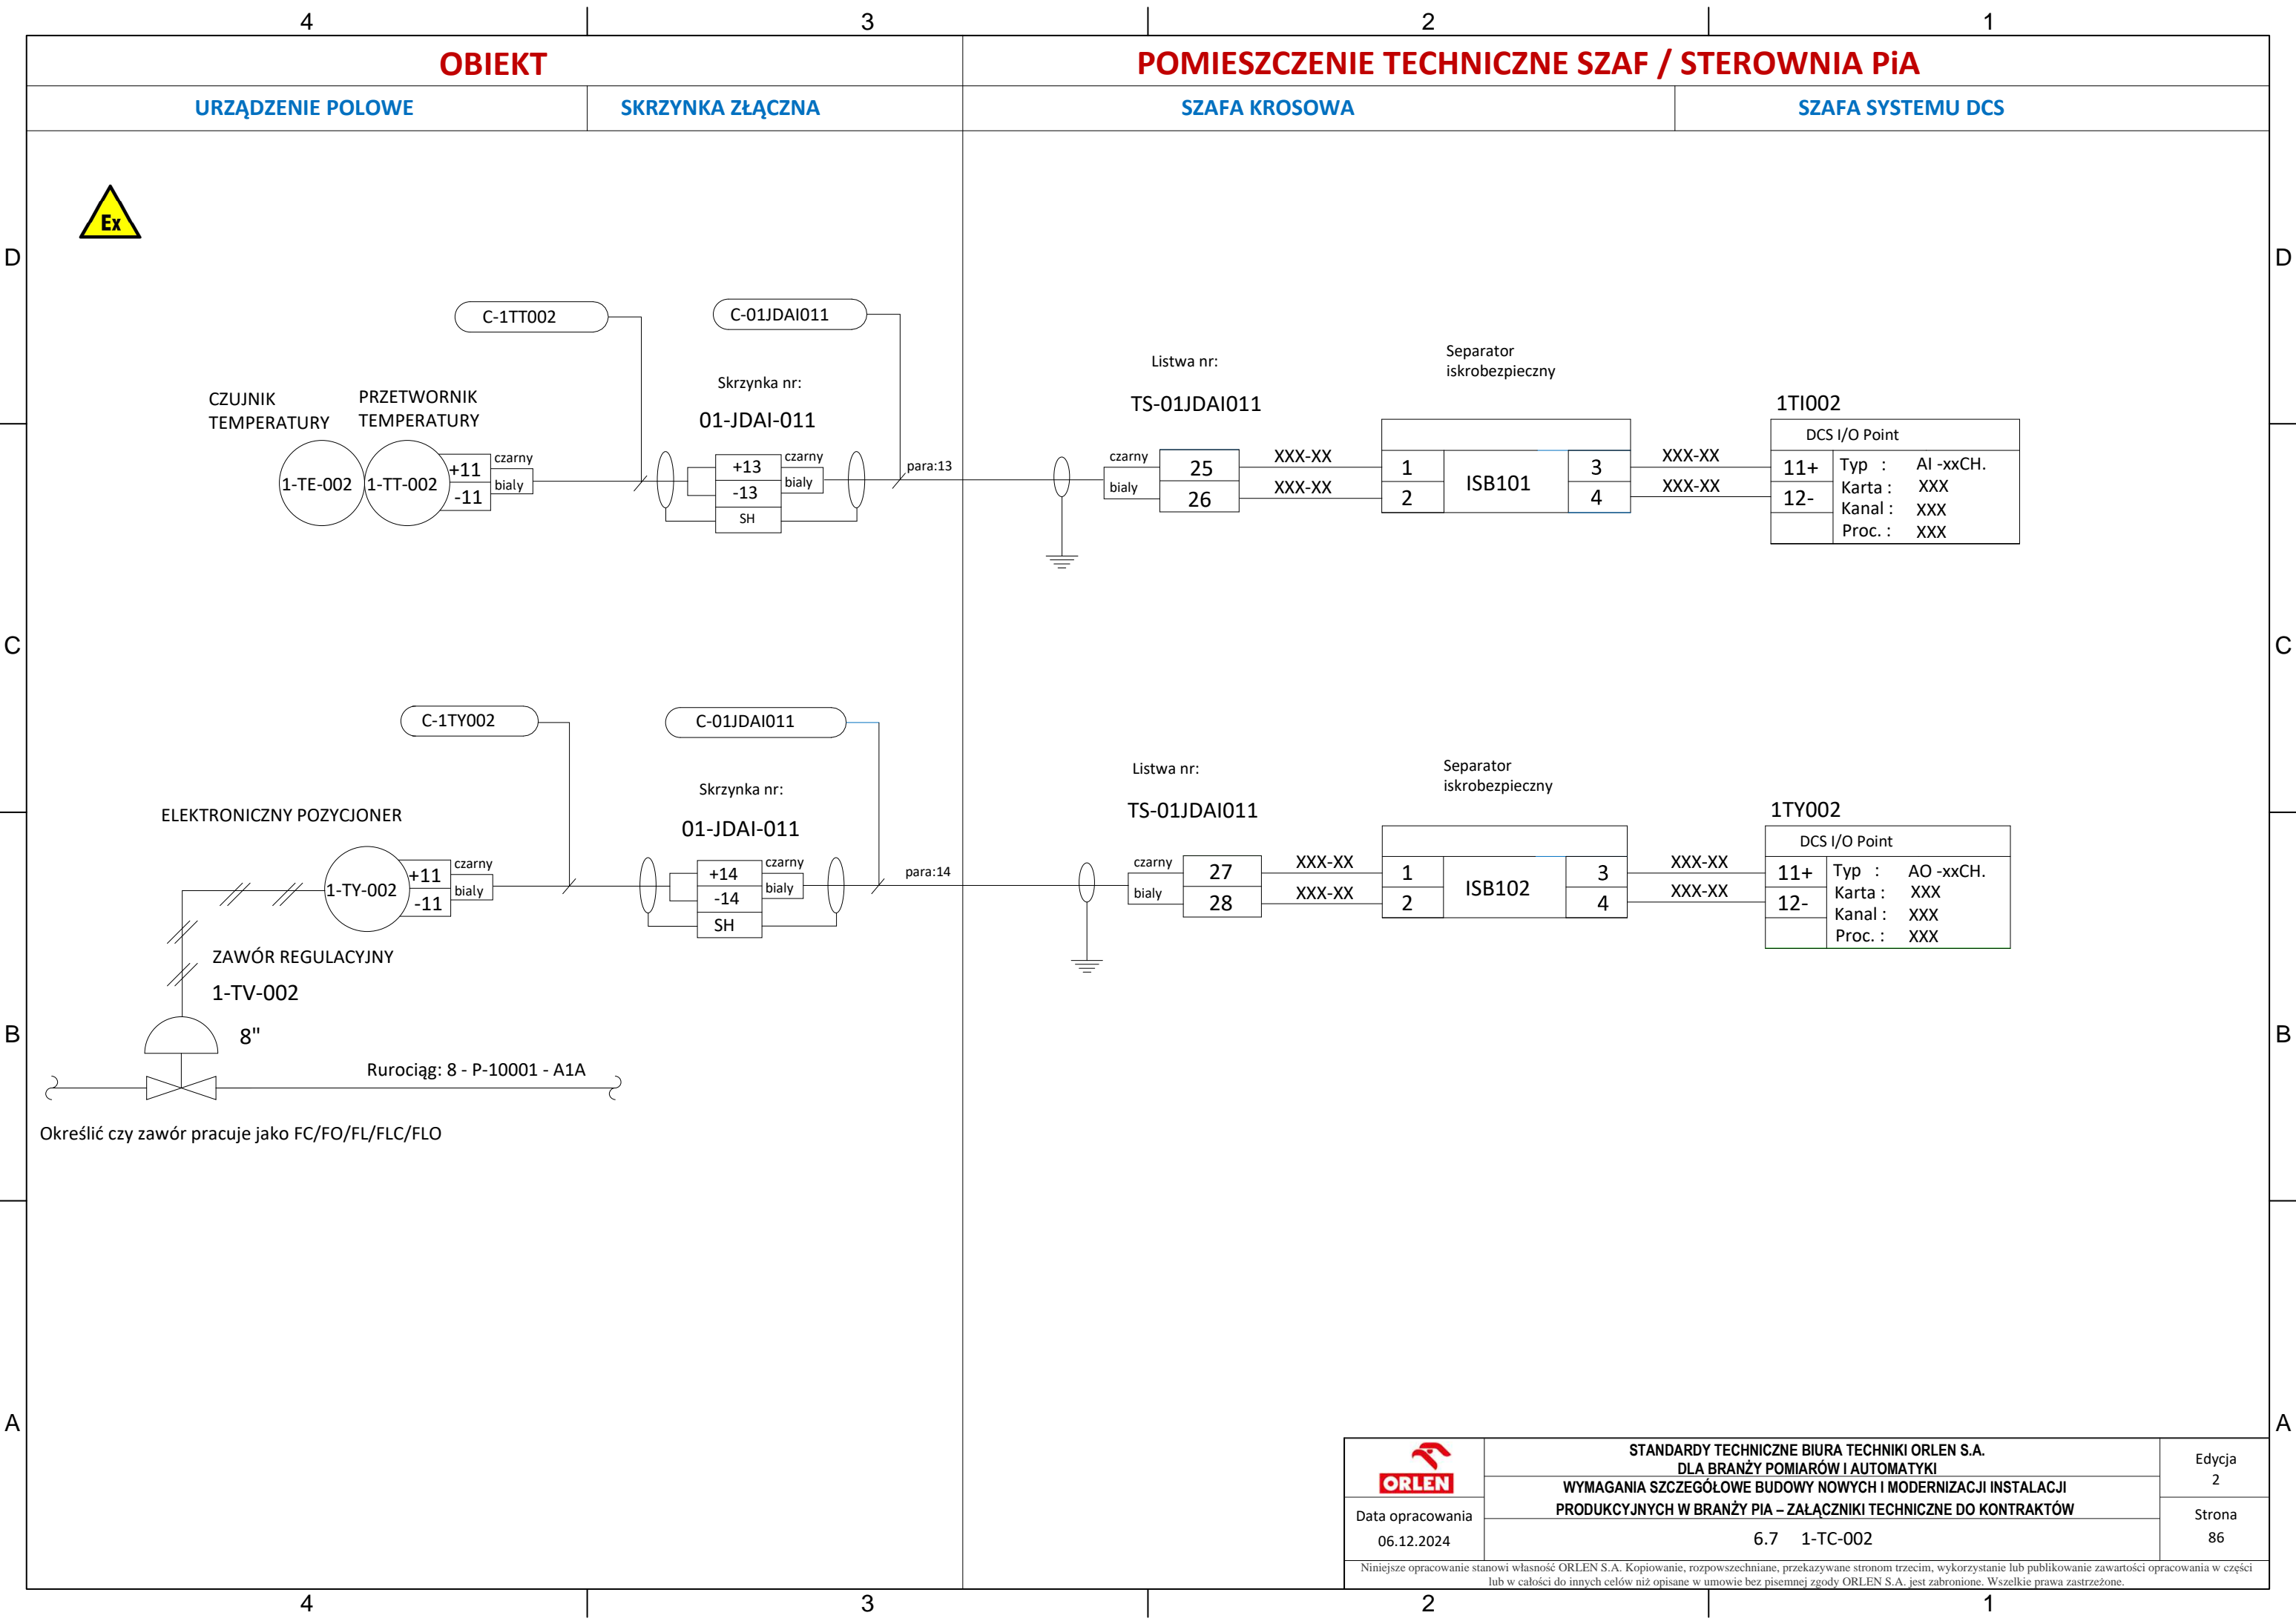 4 3 2 1
OBIEKT
POMIESZCZENIE TECHNICZNE SZAF / STEROWNIA PiA
URZĄDZENIE POLOWE
SKRZYNKA ZŁĄCZNA
SZAFA KROSOWA
SZAFA SYSTEMU DCS
Ex
D D
C-1TT002
C-01JDAI011
CZUJNIK
TEMPERATURY
PRZETWORNIK
TEMPERATURY
1-TE-002
1-TT-002
+11
-11
czarny
bialy
Skrzynka nr:
01-JDAI-011
+13
-13
SH
czarny
bialy
para:13
Listwa nr:
TS-01JDAI011
czarny
bialy
25
26
XXX-XX
XXX-XX
Separator
iskrobezpieczny
1
2
ISB101
3
4
XXX-XX
XXX-XX
1TI002
DCS I/O Point
11+
12-
Typ : AI -xxCH.
Karta : XXX
Kanal : XXX
Proc. : XXX
C C
C-1TY002
C-01JDAI011
ELEKTRONICZNY POZYCJONER
1-TY-002
+11
-11
czarny
bialy
Skrzynka nr:
01-JDAI-011
+14
-14
SH
czarny
bialy
para:14
Listwa nr:
TS-01JDAI011
czarny
bialy
27
28
XXX-XX
XXX-XX
Separator
iskrobezpieczny
1
2
ISB102
3
4
XXX-XX
XXX-XX
1TY002
DCS I/O Point
11+
12-
Typ : AO -xxCH.
Karta : XXX
Kanal : XXX
Proc. : XXX
ZAWÓR REGULACYJNY
1-TV-002
8"
B B
Rurociąg: 8 - P-10001 - A1A
Określić czy zawór pracuje jako FC/FO/FL/FLC/FLO
A A
ORLEN
STANDARDY TECHNICZNE BIURA TECHNIKI ORLEN S.A.
DLA BRANŻY POMIARÓW I AUTOMATYKI
WYMAGANIA SZCZEGÓŁOWE BUDOWY NOWYCH I MODERNIZACJI INSTALACJI
PRODUKCYJNYCH W BRANŻY PIA – ZAŁĄCZNIKI TECHNICZNE DO KONTRAKTÓW
Edycja
2
Data opracowania
06.12.2024
6.7 1-TC-002
Strona
86
Niniejsze opracowanie stanowi własność ORLEN S.A. Kopiowanie, rozpowszechniane, przekazywane stronom trzecim, wykorzystanie lub publikowanie zawartości opracowania w części
lub w całości do innych celów niż opisane w umowie bez pisemnej zgody ORLEN S.A. jest zabronione. Wszelkie prawa zastrzeżone.
4 3 2 1